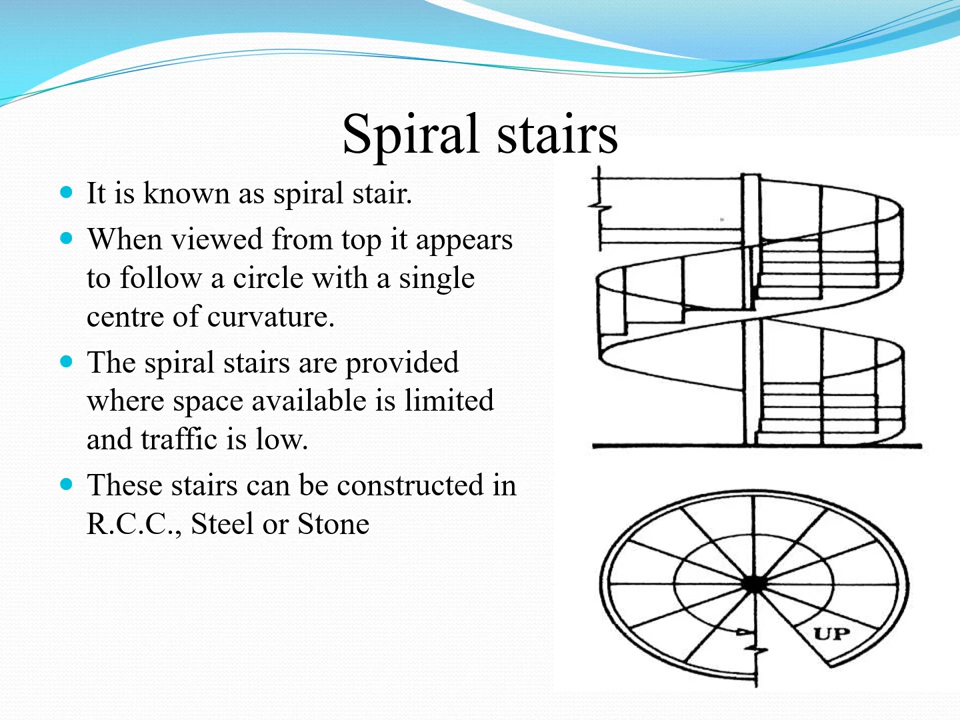 Spiral stairs
It is known as spiral stair.
When viewed from top it appears
to follow a circle with a single
centre of curvature.
The spiral stairs are provided
where space available is limited
and traffic is low.
These stairs can be constructed in
R.C.C., Steel or Stone
UP